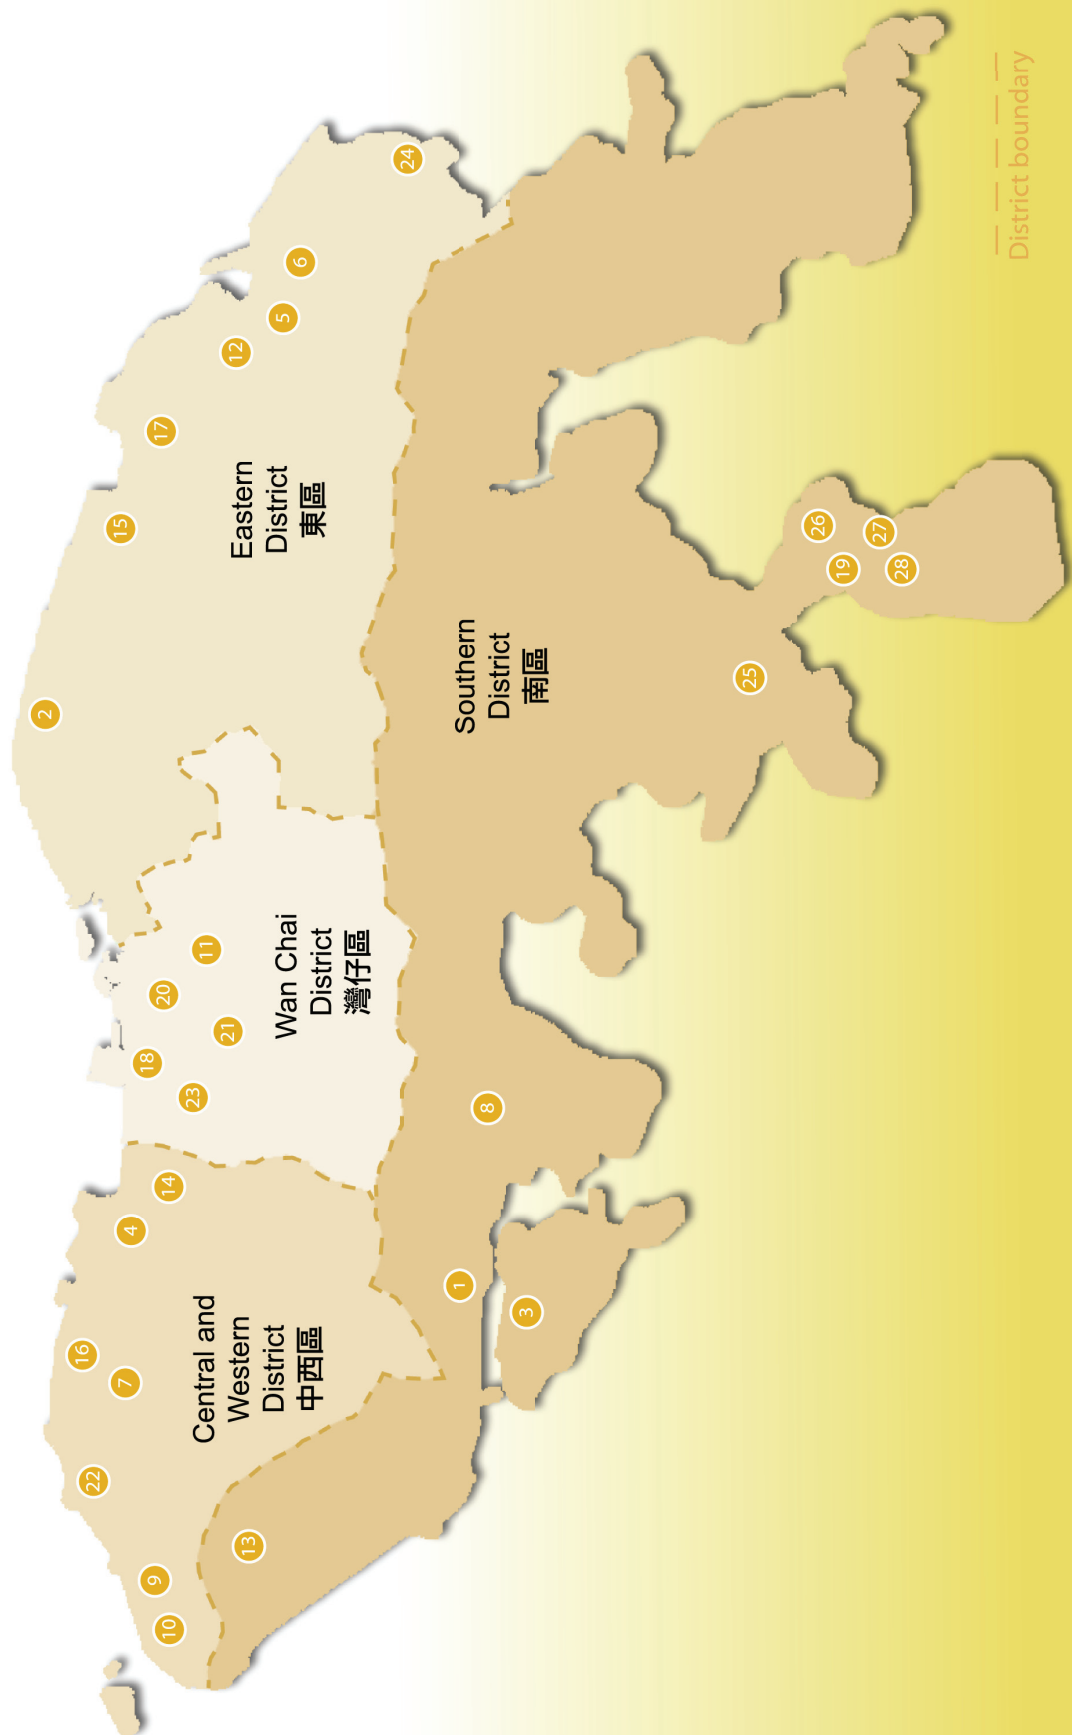 Central and
Western
District
中西區
Wan Chai
District
灣仔區
Eastern
District
東區
Southern
District
南區
10
9
22
7
16
4
14
23
18
21
20
11
2
15
17
12
5
6
24
13
1
3
8
25
19
26
27
28
District boundary